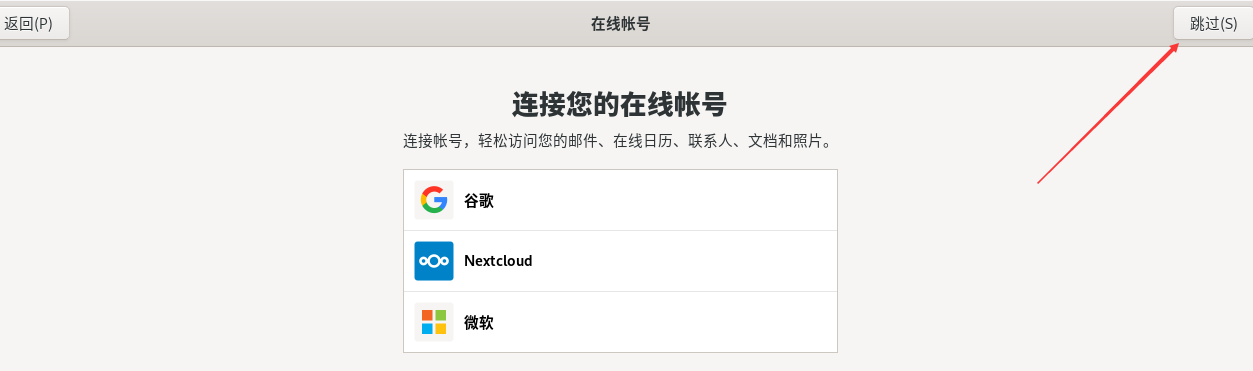 返回(P)
在线帐号
跳过(S)
连接您的在线帐号
连接帐号，轻松访问您的邮件、在线日历、联系人、文档和照片。
谷歌
Nextcloud
微软